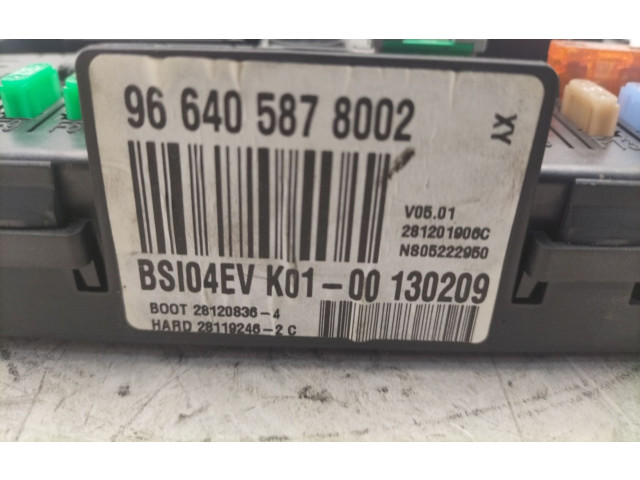 96 640 587 8002
XY
V05.01
281201906C
N805222950
BSI04EV K01-00 130209
BOOT 28120836-4
HARD 28119246-2 C